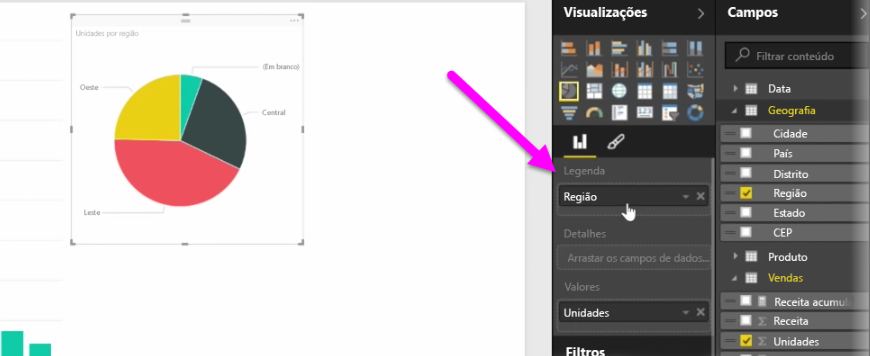 Unidades por região
(Em branco)
Oeste
Central
Leste
Visualizações
Legenda
Região
Detalhes
Arrastar os campos de dados...
Valores
Unidades
Filtros
Campos
Filtrar conteúdo
Data
Geografia
Cidade
País
Distrito
Região
Estado
CEP
Produto
Vendas
Receita acumul
Receita
Unidades